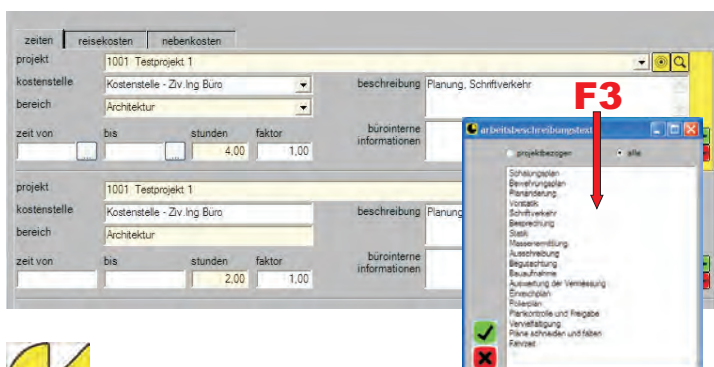 zeiten reisekosten nebenkosten
projekt 1001 Testprojekt 1
kostenstelle Kostenstelle - Ziv.Ing Büro beschreibung Planung, Schriftverkehr
bereich Architektur
F3
zeit von bis stunden faktor bürointerne informationen
4,00 1,00
projekt 1001 Testprojekt 1
kostenstelle Kostenstelle - Ziv.Ing Büro beschreibung Planung
bereich Architektur
zeit von bis stunden faktor bürointerne informationen
2,00 1,00
arbeitsbeschreibungstext
projektbezogen alle
Schalungsplan
Bewehrungsplan
Planänderung
Vorstatik
Schriftverkehr
Besprechung
Statik
Massenermittlung
Ausschreibung
Begutachtung
Bauaufnahme
Auswertung der Vermessung
Einreichplan
Polierplan
Plankontrolle und Freigabe
Vervielfältigung
Pläne schneiden und falten
Fahrzeit